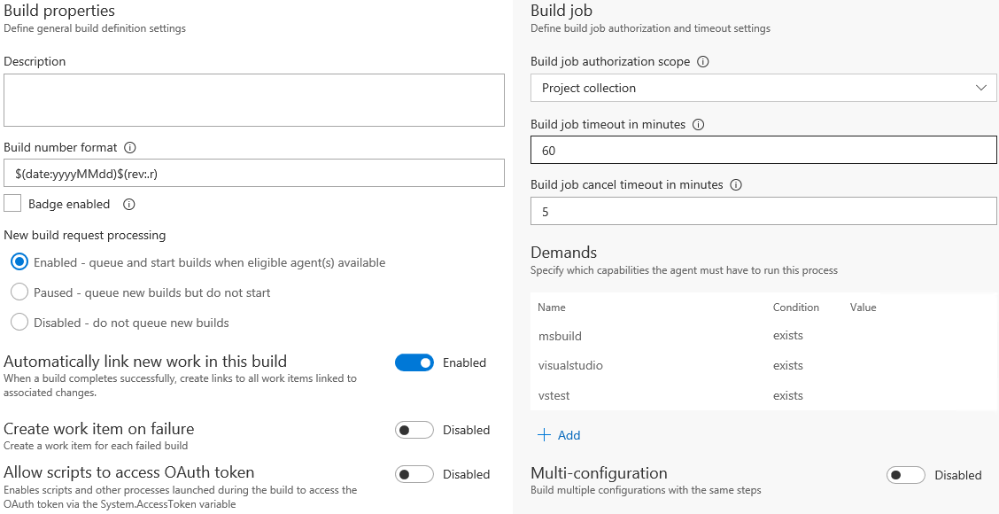 Build properties
Define general build definition settings
Description
Build number format
$(date:yyyyMMdd)$(rev:.r)
Badge enabled
New build request processing
Enabled - queue and start builds when eligible agent(s) available
Paused - queue new builds but do not start
Disabled - do not queue new builds
Automatically link new work in this build
Enabled
When a build completes successfully, create links to all work items linked to
associated changes.
Create work item on failure
Disabled
Create a work item for each failed build
Allow scripts to access OAuth token
Disabled
Enables scripts and other processes launched during the build to access the
OAuth token via the System.AccessToken variable
Build job
Define build job authorization and timeout settings
Build job authorization scope
Project collection
Build job timeout in minutes
60
Build job cancel timeout in minutes
5
Demands
Specify which capabilities the agent must have to run this process
Name Condition Value
msbuild exists
visualstudio exists
vstest exists
Add
Multi-configuration
Disabled
Build multiple configurations with the same steps